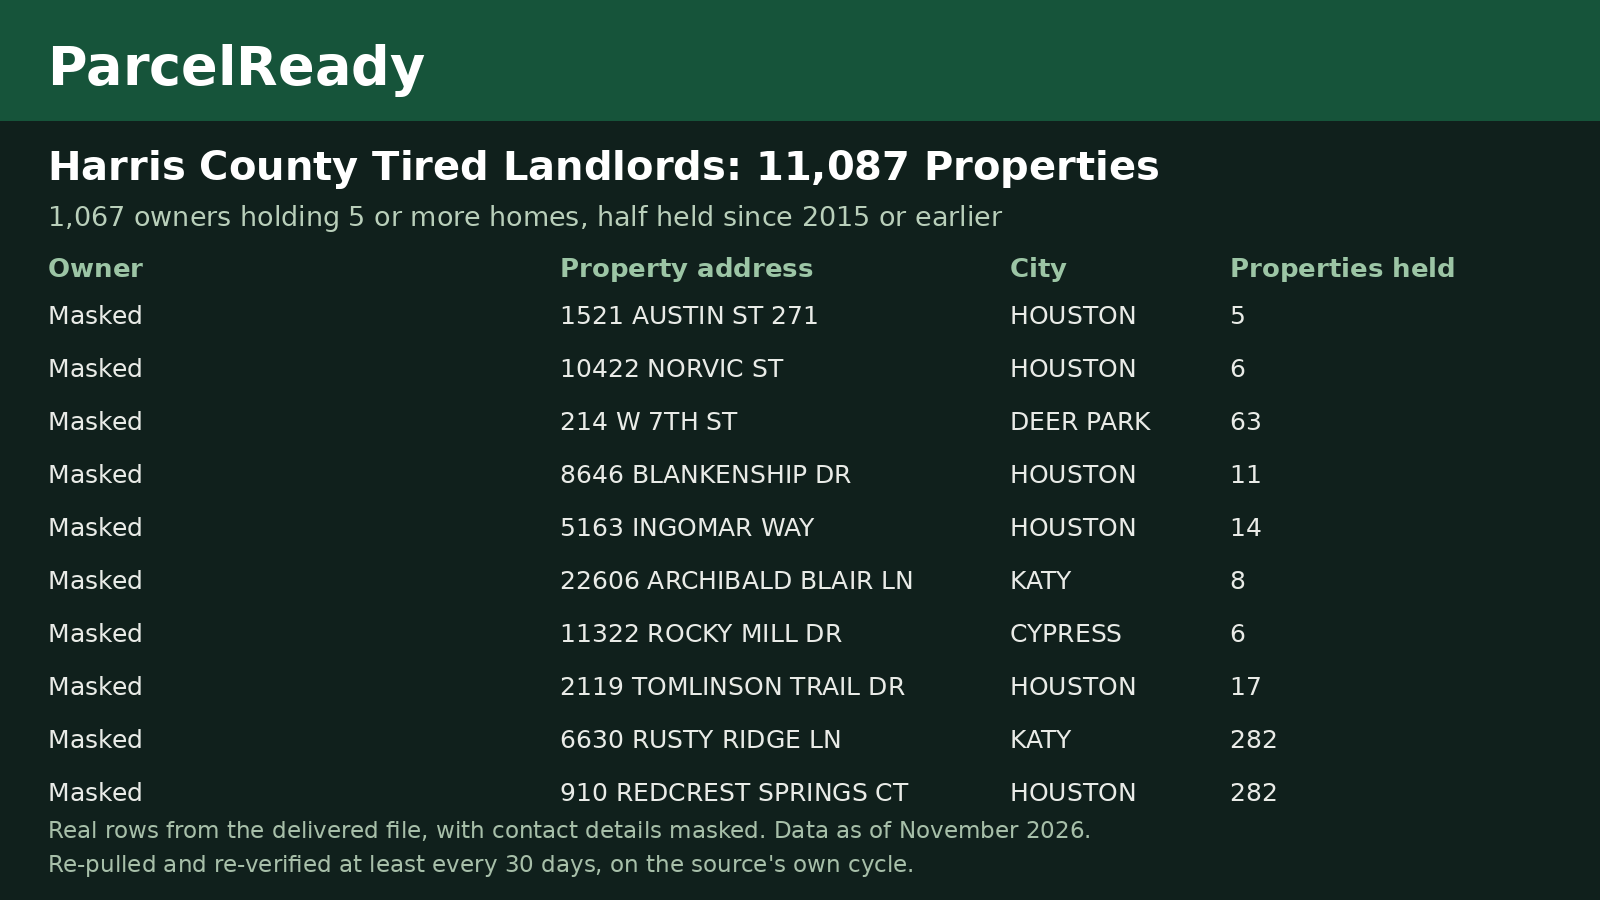 ParcelReady
Harris County Tired Landlords: 11,087 Properties
1,067 owners holding 5 or more homes, half held since 2015 or earlier
Owner Property address City Properties held
Masked 1521 AUSTIN ST 271 HOUSTON 5
Masked 10422 NORVIC ST HOUSTON 6
Masked 214 W 7TH ST DEER PARK 63
Masked 8646 BLANKENSHIP DR HOUSTON 11
Masked 5163 INGOMAR WAY HOUSTON 14
Masked 22606 ARCHIBALD BLAIR LN KATY 8
Masked 11322 ROCKY MILL DR CYPRESS 6
Masked 2119 TOMLINSON TRAIL DR HOUSTON 17
Masked 6630 RUSTY RIDGE LN KATY 282
Masked 910 REDCREST SPRINGS CT HOUSTON 282
Real rows from the delivered file, with contact details masked. Data as of November 2026.
Re-pulled and re-verified at least every 30 days, on the source's own cycle.